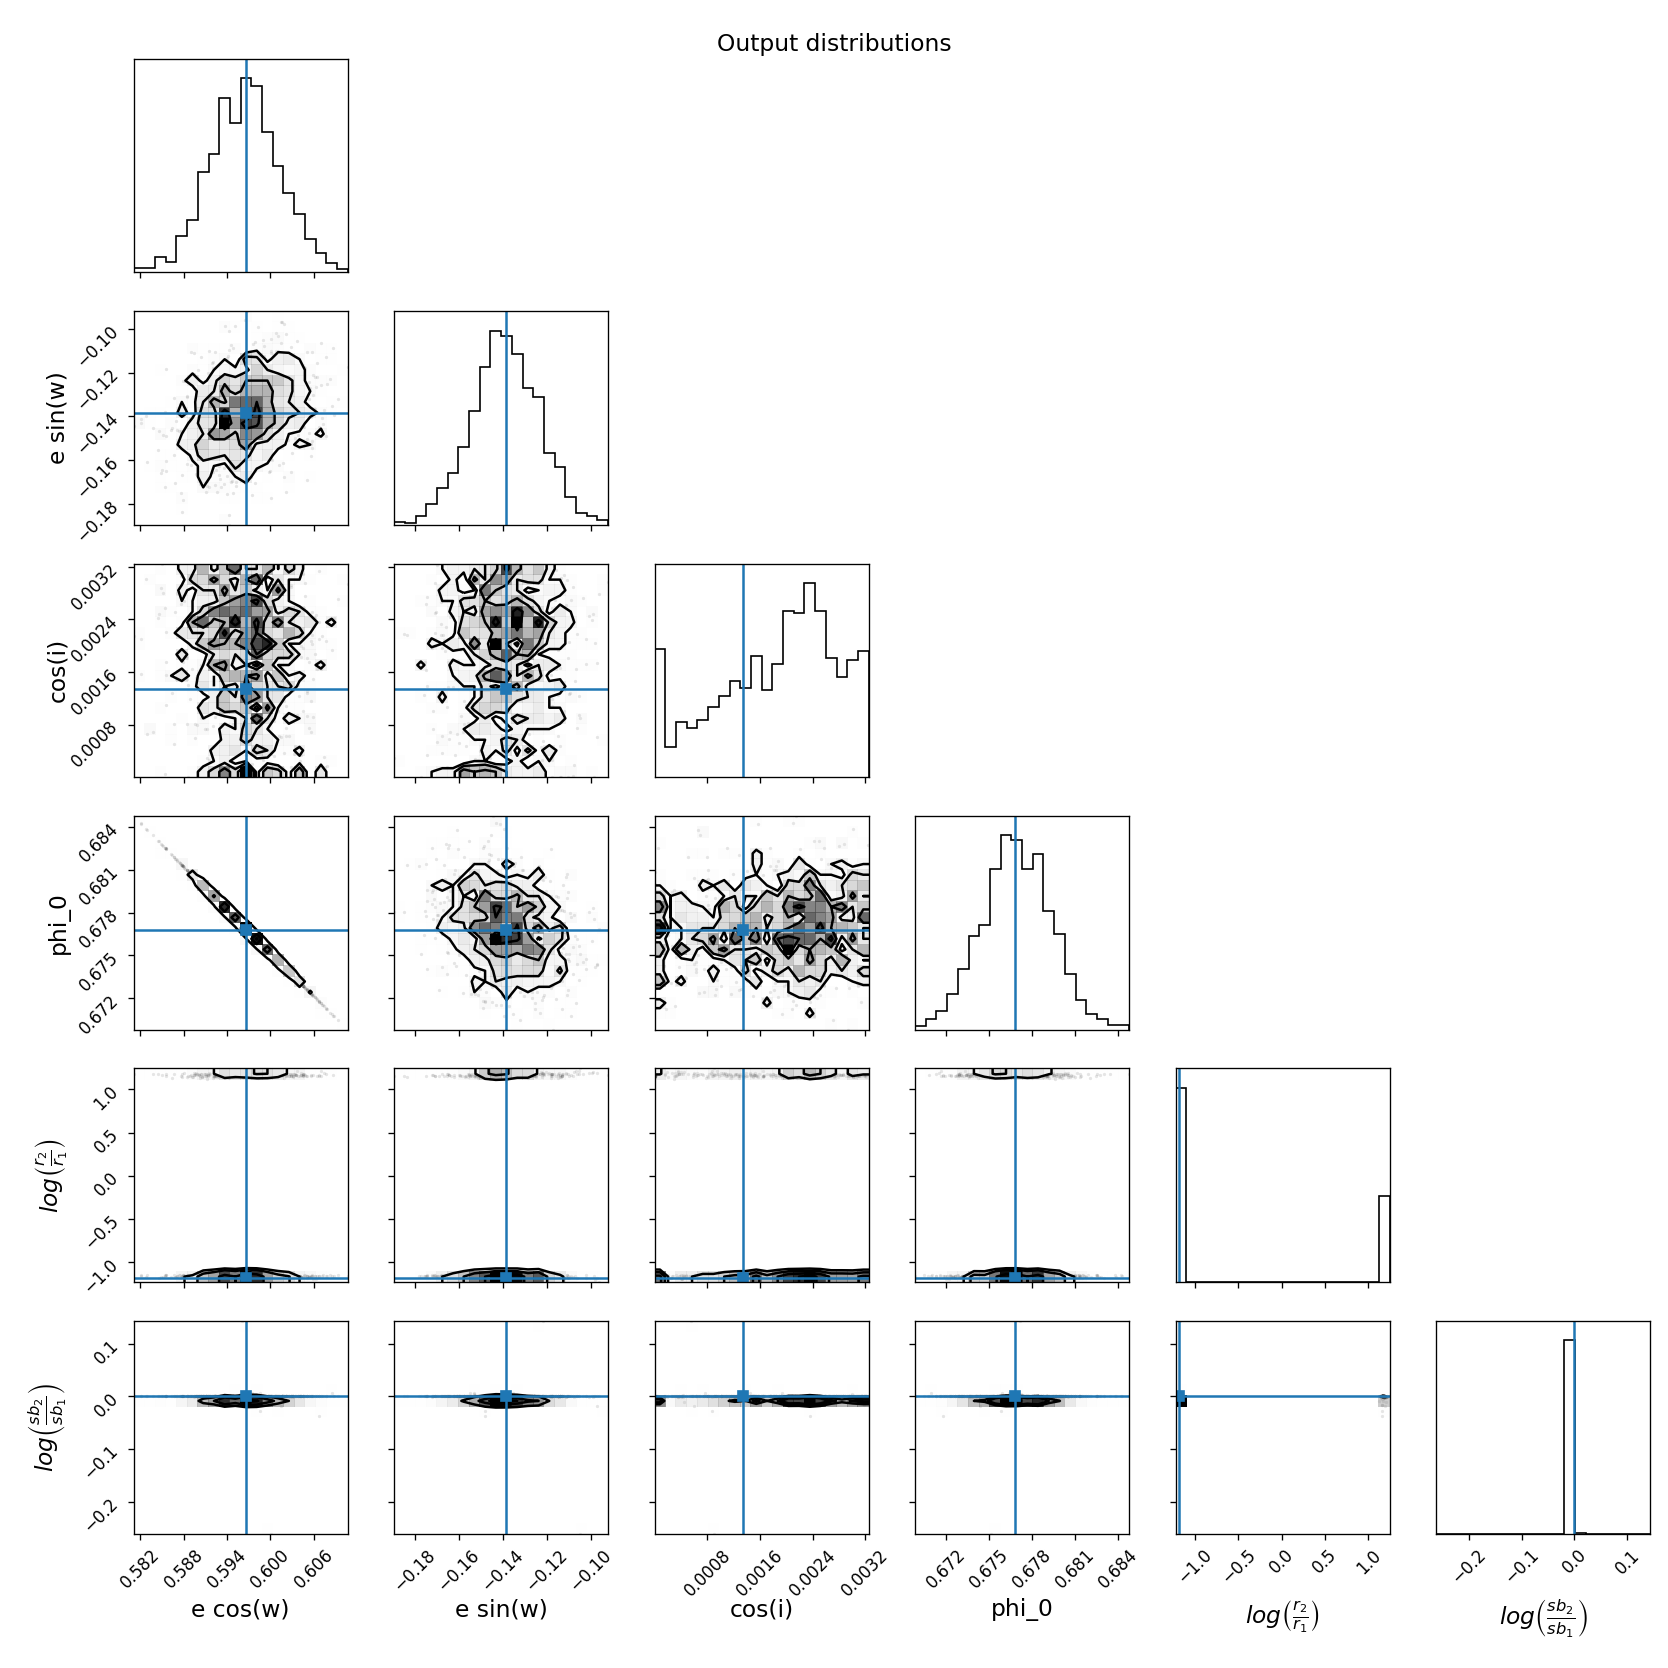 Output distributions
e sin(w)
−0.10
−0.12
−0.14
−0.16
−0.18
cos(i)
0.0032
0.0024
0.0016
0.0008
phi_0
0.684
0.681
0.678
0.675
0.672
log(r₂/r₁)
1.0
0.5
0.0
−0.5
−1.0
log(sb₂/sb₁)
0.1
0.0
−0.1
−0.2
0.582 0.588 0.594 0.600 0.606
−0.18 −0.16 −0.14 −0.12 −0.10
0.0008 0.0016 0.0024 0.0032
0.672 0.675 0.678 0.681 0.684
−1.0 −0.5 0.0 0.5 1.0
−0.2 −0.1 0.0 0.1
e cos(w)
e sin(w)
cos(i)
phi_0
log(r₂/r₁)
log(sb₂/sb₁)